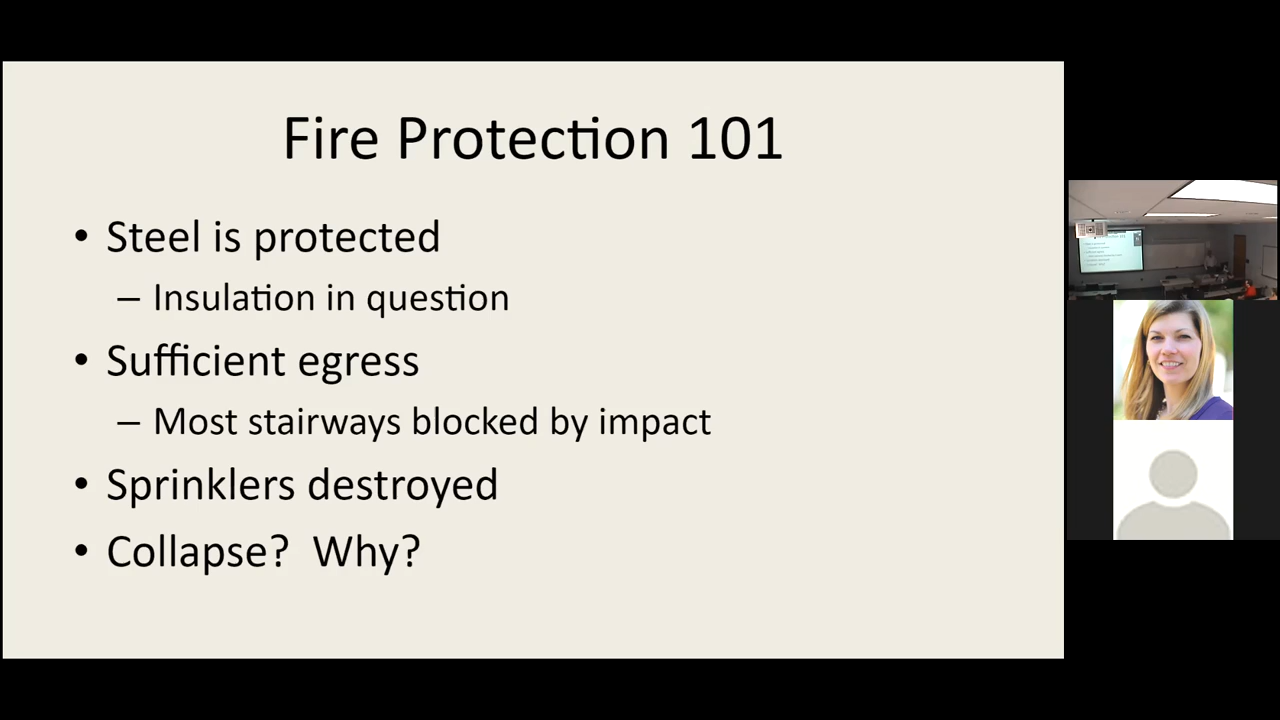 Fire Protection 101
• Steel is protected
– Insulation in question
• Sufficient egress
– Most stairways blocked by impact
• Sprinklers destroyed
• Collapse?  Why?